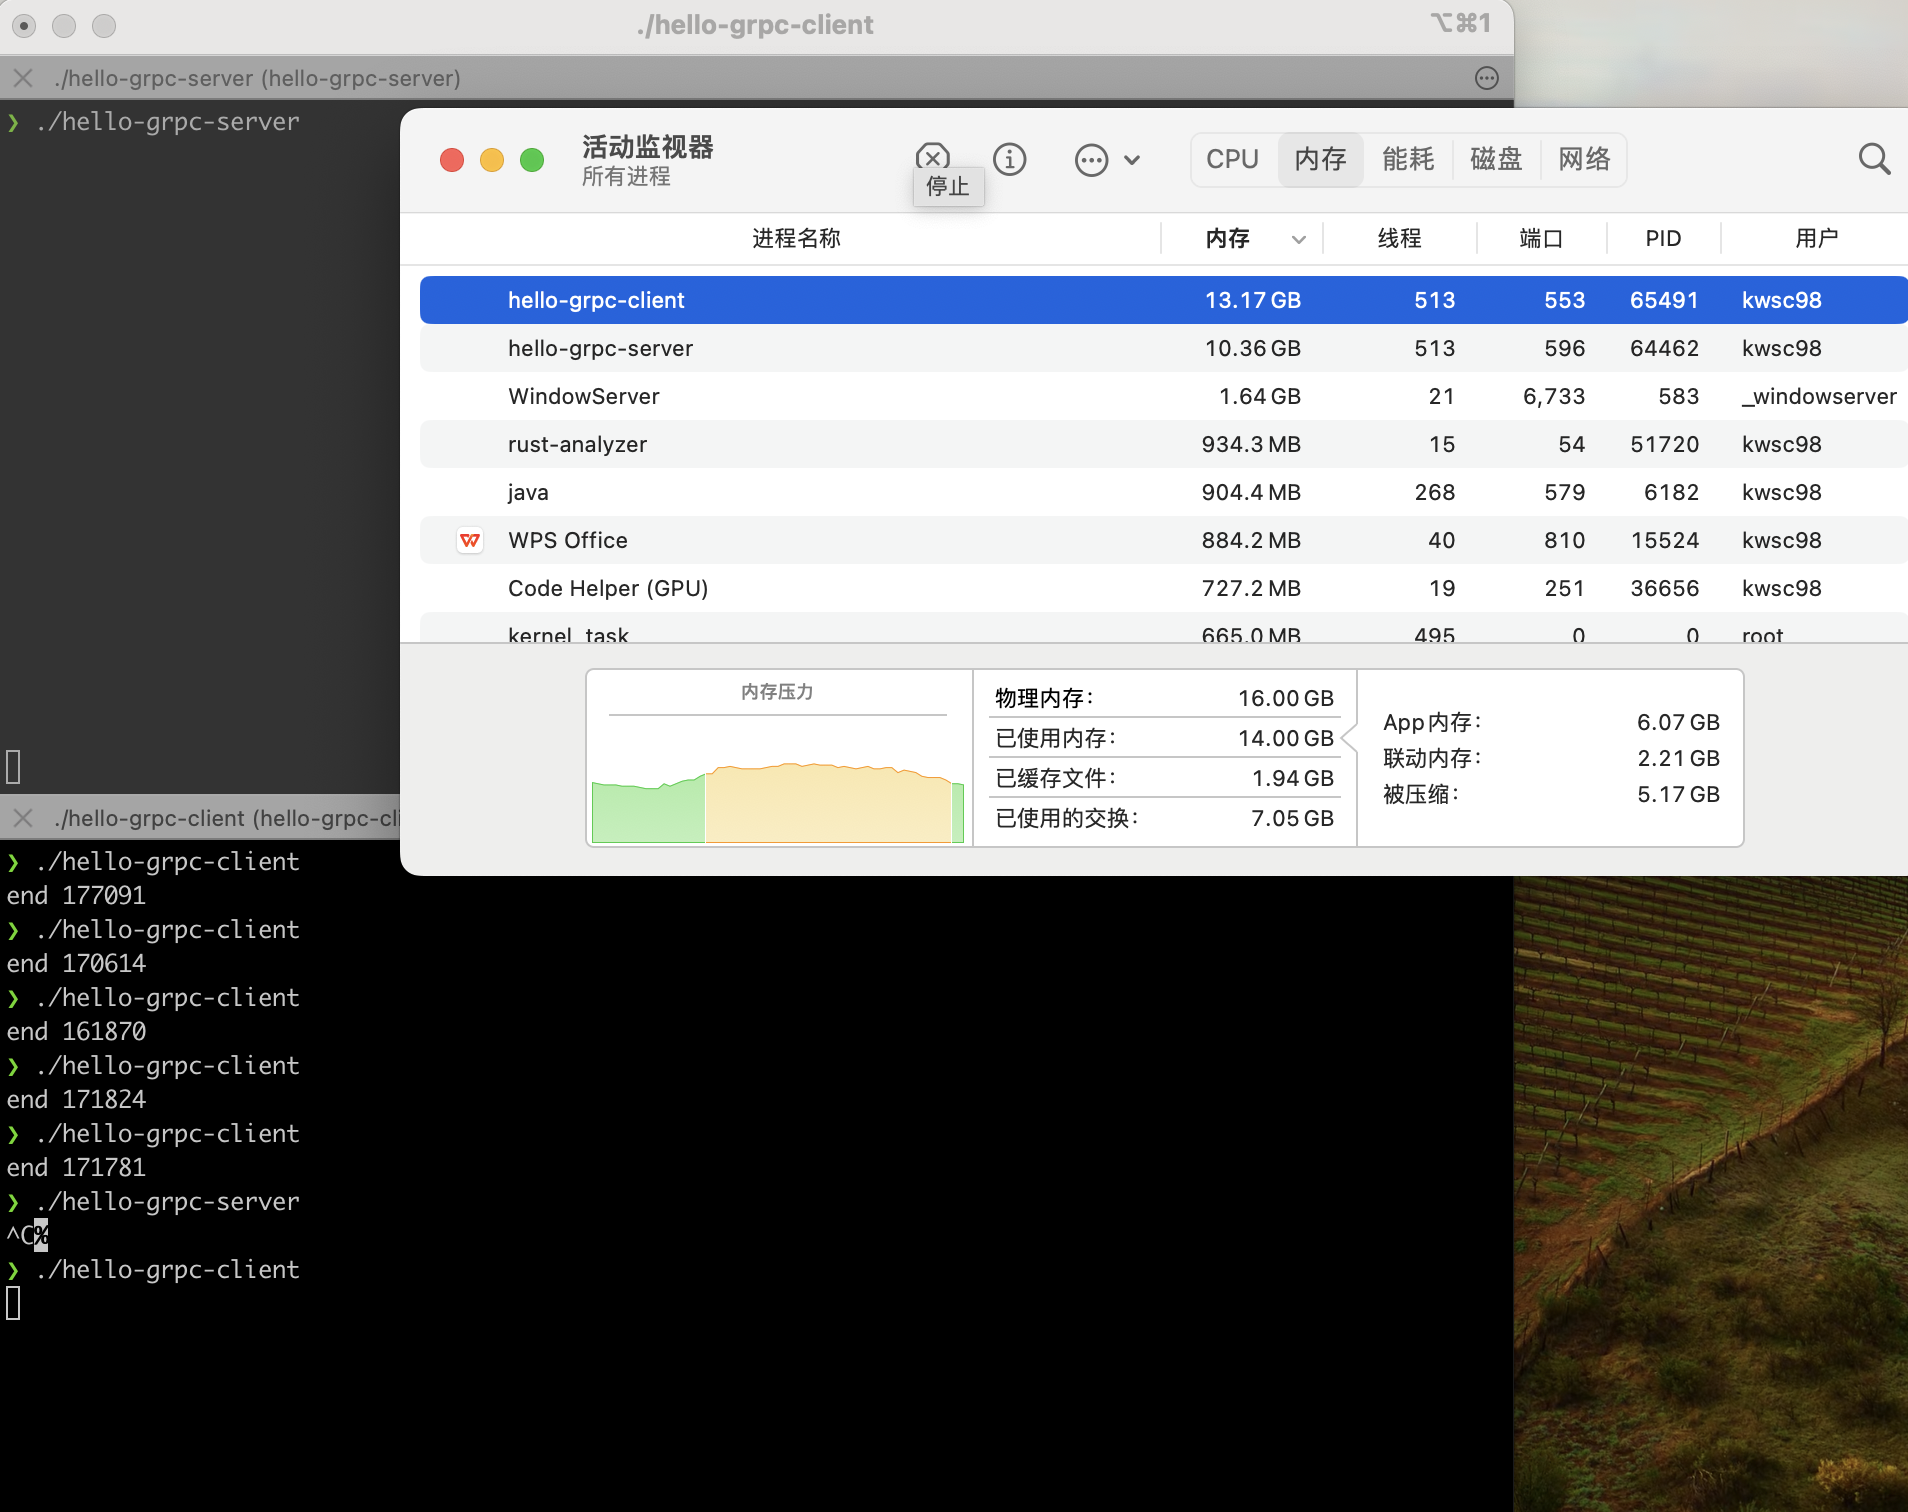 ./hello-grpc-client
⌥⌘1
./hello-grpc-server (hello-grpc-server)
❯ ./hello-grpc-server
活动监视器
所有进程
停止
CPU 内存 能耗 磁盘 网络
进程名称 内存 线程 端口 PID 用户
hello-grpc-client 13.17 GB 513 553 65491 kwsc98
hello-grpc-server 10.36 GB 513 596 64462 kwsc98
WindowServer 1.64 GB 21 6,733 583 _windowserver
rust-analyzer 934.3 MB 15 54 51720 kwsc98
java 904.4 MB 268 579 6182 kwsc98
WPS Office 884.2 MB 40 810 15524 kwsc98
Code Helper (GPU) 727.2 MB 19 251 36656 kwsc98
kernel_task 665.0 MB 495 0 0 root
内存压力
物理内存： 16.00 GB
已使用内存： 14.00 GB
已缓存文件： 1.94 GB
已使用的交换： 7.05 GB
App 内存： 6.07 GB
联动内存： 2.21 GB
被压缩： 5.17 GB
./hello-grpc-client (hello-grpc-cli
❯ ./hello-grpc-client
end 177091
❯ ./hello-grpc-client
end 170614
❯ ./hello-grpc-client
end 161870
❯ ./hello-grpc-client
end 171824
❯ ./hello-grpc-client
end 171781
❯ ./hello-grpc-server
^C%
❯ ./hello-grpc-client